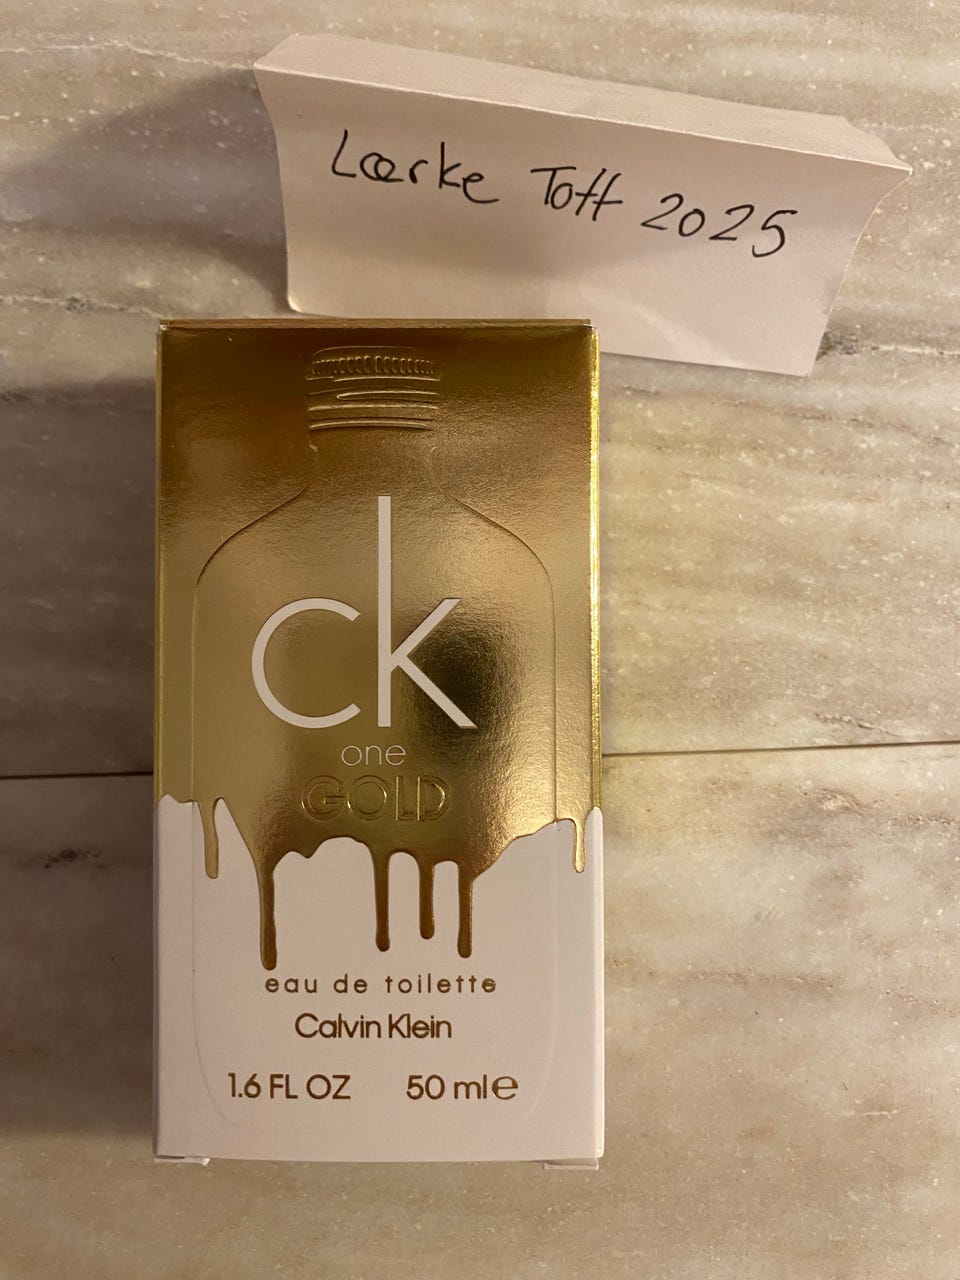 Lærke Toft 2025
ck
one
GOLD
eau de toilette
Calvin Klein
1.6 FL OZ 50 ml e